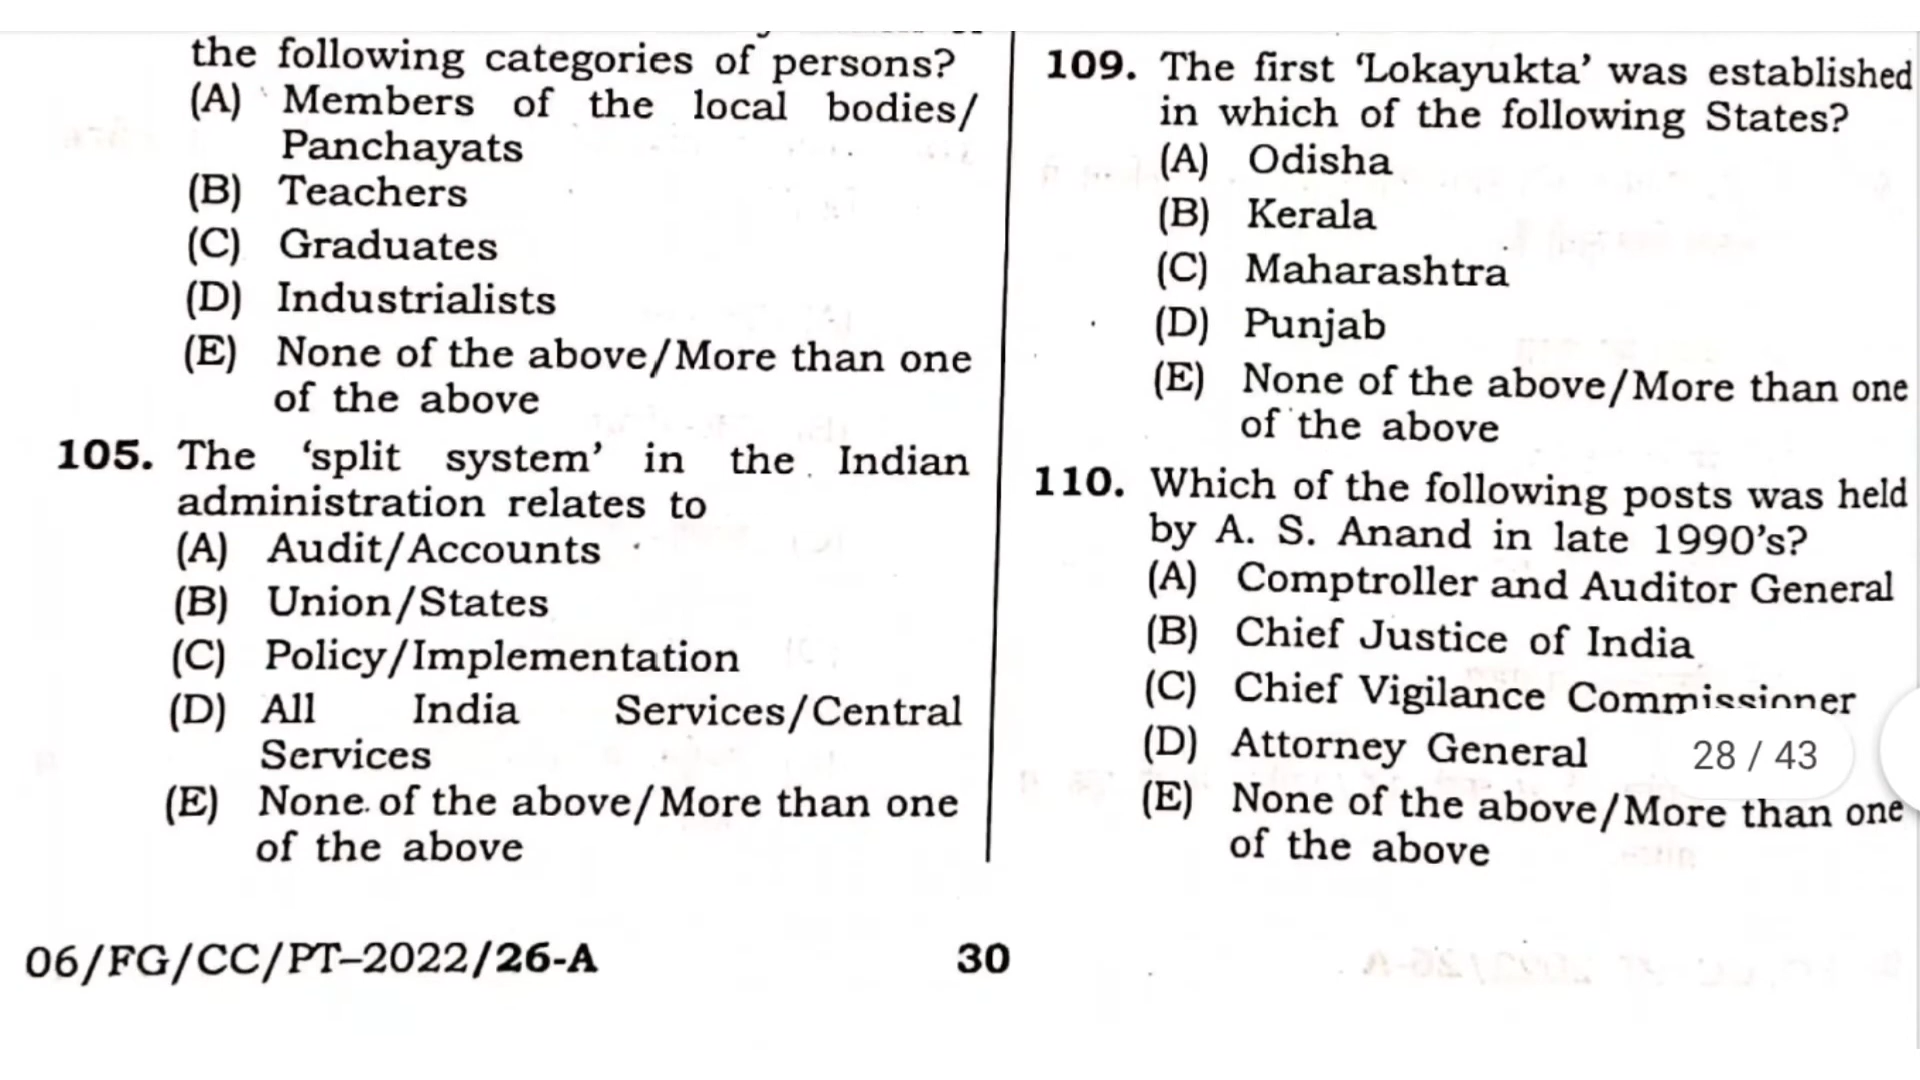 the following categories of persons?
(A) Members of the local bodies/
Panchayats
(B) Teachers
(C) Graduates
(D) Industrialists
(E) None of the above/More than one
of the above
105. The ‘split system’ in the Indian
administration relates to
(A) Audit/Accounts
(B) Union/States
(C) Policy/Implementation
(D) All India Services/Central
Services
(E) None of the above/More than one
of the above
109. The first ‘Lokayukta’ was established
in which of the following States?
(A) Odisha
(B) Kerala
(C) Maharashtra
(D) Punjab
(E) None of the above/More than one
of the above
110. Which of the following posts was held
by A. S. Anand in late 1990’s?
(A) Comptroller and Auditor General
(B) Chief Justice of India
(C) Chief Vigilance Commissioner
(D) Attorney General
(E) None of the above/More than one
of the above
28 / 43
06/FG/CC/PT–2022/26-A
30